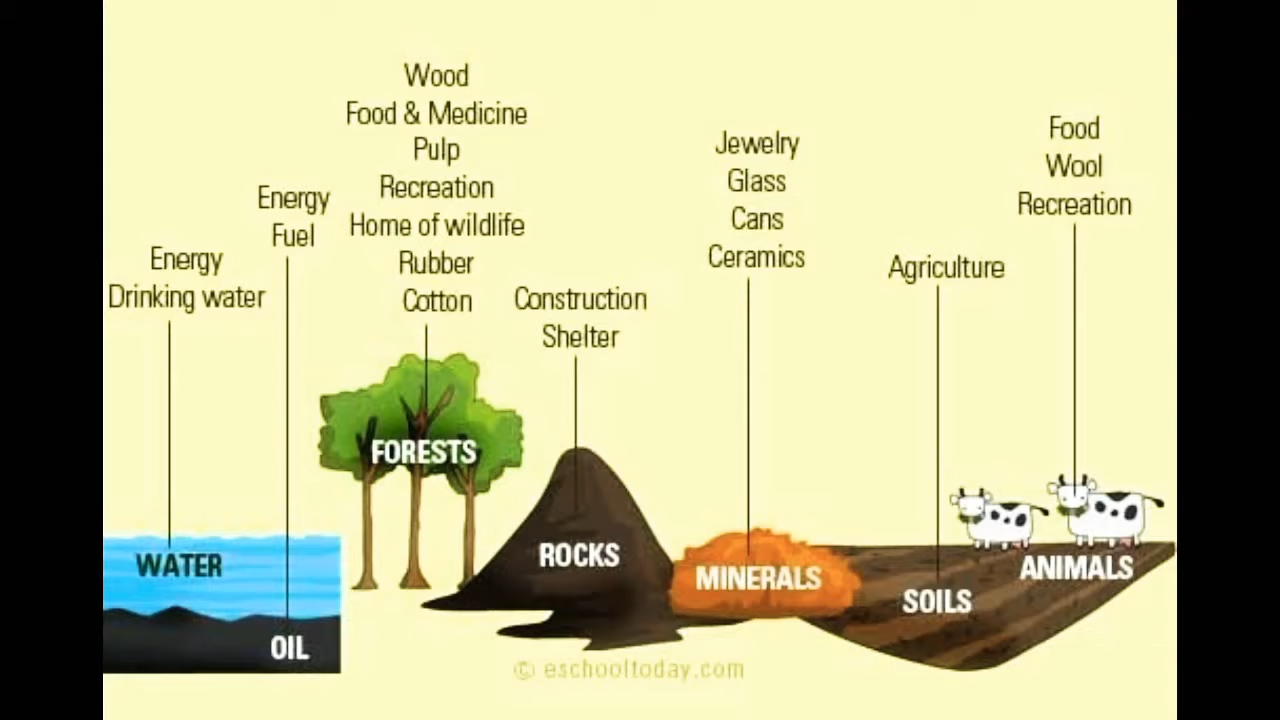 Energy
Drinking water
WATER
Energy
Fuel
OIL
Wood
Food & Medicine
Pulp
Recreation
Home of wildlife
Rubber
Cotton
FORESTS
Construction
Shelter
ROCKS
Jewelry
Glass
Cans
Ceramics
MINERALS
Agriculture
SOILS
Food
Wool
Recreation
ANIMALS
© eschooltoday.com